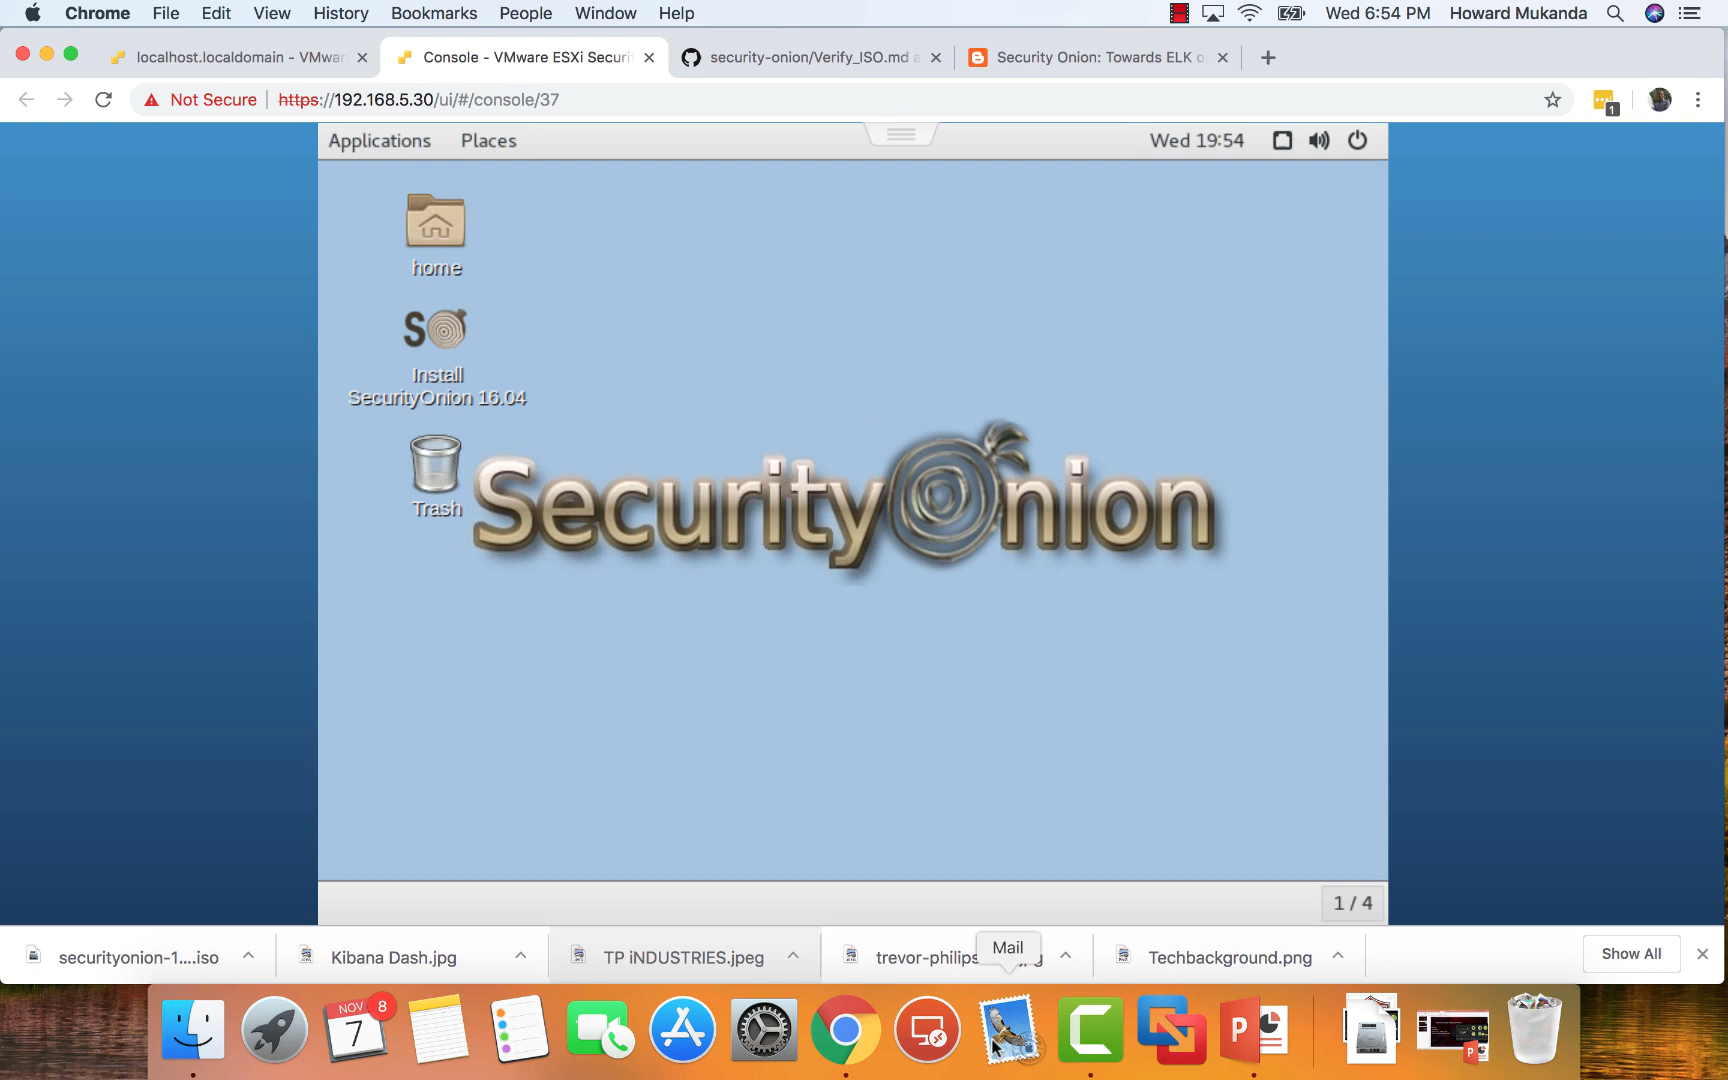 Chrome File Edit View History Bookmarks People Window Help Wed 6:54 PM Howard Mukanda
localhost.localdomain - VMwar
Console - VMware ESXi Securi
security-onion/Verify_ISO.md a
Security Onion: Towards ELK o
Not Secure https://192.168.5.30/ui/#/console/37
1
Applications Places Wed 19:54
home
SO
Install
SecurityOnion 16.04
Trash
SecurityOnion
1 / 4
securityonion-1....iso
Kibana Dash.jpg
TP iNDUSTRIES.jpeg
trevor-philips
Mail
Techbackground.png
Show All
NOV
8
7
P
P